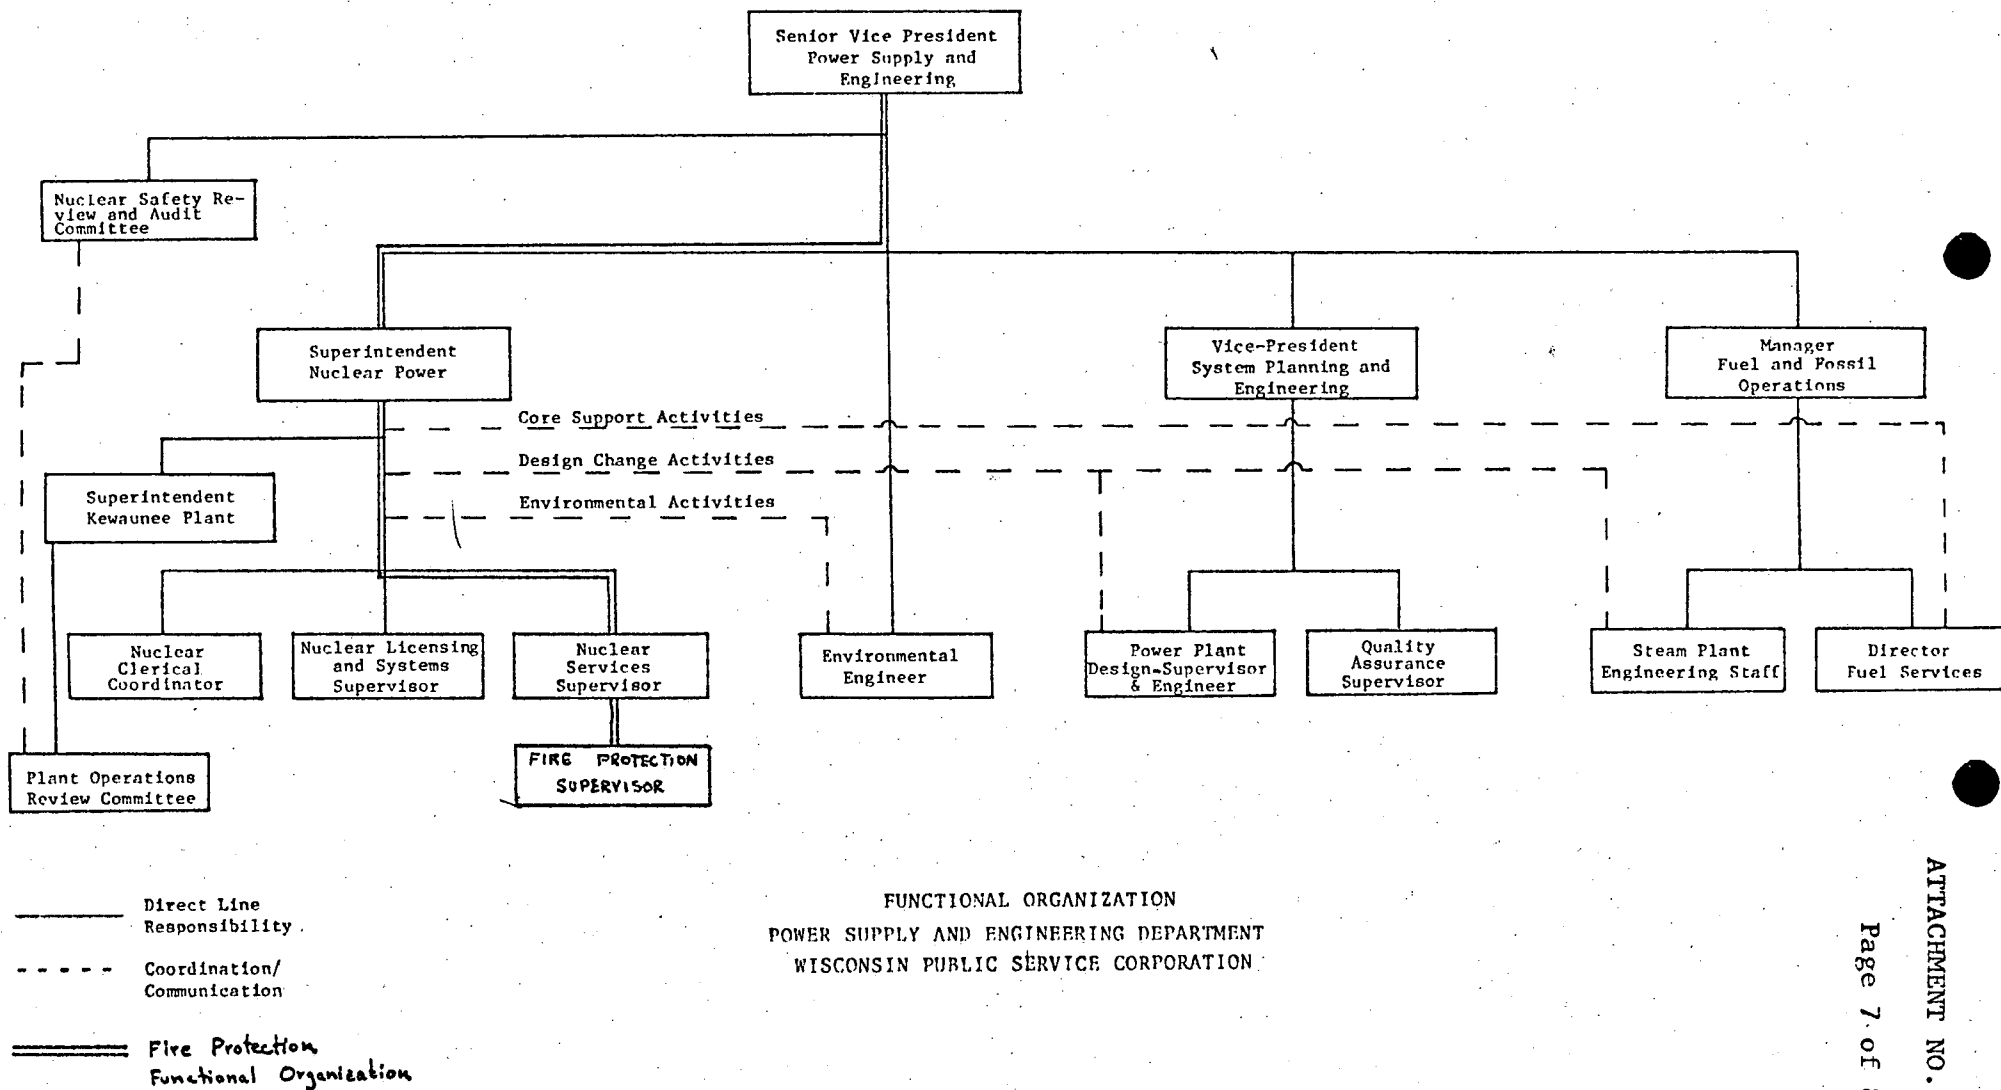 Senior Vice President
Power Supply and
Engineering
Nuclear Safety Re-
view and Audit
Committee
Superintendent
Nuclear Power
Vice-President
System Planning and
Engineering
Manager
Fuel and Fossil
Operations
Core Support Activities
Design Change Activities
Environmental Activities
Superintendent
Kewaunee Plant
Nuclear
Clerical
Coordinator
Nuclear Licensing
and Systems
Supervisor
Nuclear
Services
Supervisor
Environmental
Engineer
Power Plant
Design-Supervisor
& Engineer
Quality
Assurance
Supervisor
Steam Plant
Engineering Staff
Director
Fuel Services
Plant Operations
Review Committee
FIRE PROTECTION
SUPERVISOR
Direct Line
Responsibility
Coordination/
Communication
Fire Protection
Functional Organization
FUNCTIONAL ORGANIZATION
POWER SUPPLY AND ENGINEERING DEPARTMENT
WISCONSIN PUBLIC SERVICE CORPORATION
ATTACHMENT NO.
Page 7 of